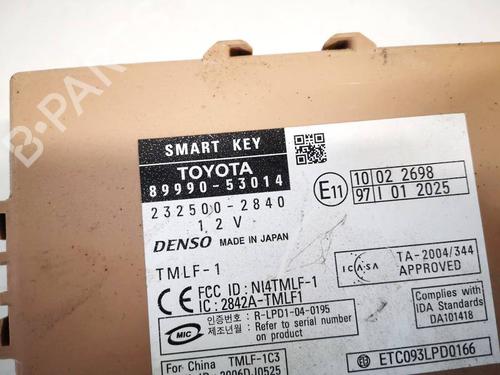 B-PARTS
SMART KEY
TOYOTA
89990-53014
232500-2840
12V
DENSO MADE IN JAPAN
E11
10 02 2698
97 I 01 2025
TMLF-1
CE FCC ID : NI4TMLF-1
IC : 2842A-TMLF1
ICASA
TA-2004/344
APPROVED
MIC
인증번호 : R-LPD1-04-0195
제조년월 : Refer to serial number
on product
Complies with
IDA Standards
DA101418
For China TMLF-1C3
2006DJ0525
ETC093LPD0166